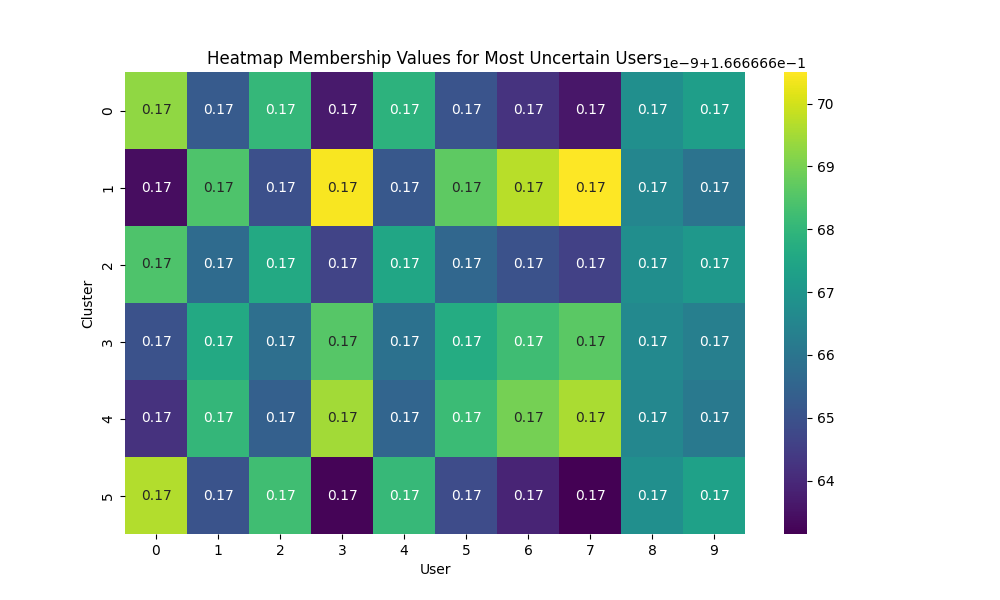 Heatmap Membership Values for Most Uncertain Users
1e−9+1.666666e−1
0 0.17 0.17 0.17 0.17 0.17 0.17 0.17 0.17 0.17 0.17
70
1 0.17 0.17 0.17 0.17 0.17 0.17 0.17 0.17 0.17 0.17
69
2 0.17 0.17 0.17 0.17 0.17 0.17 0.17 0.17 0.17 0.17
68
Cluster
67
3 0.17 0.17 0.17 0.17 0.17 0.17 0.17 0.17 0.17 0.17
66
4 0.17 0.17 0.17 0.17 0.17 0.17 0.17 0.17 0.17 0.17
65
5 0.17 0.17 0.17 0.17 0.17 0.17 0.17 0.17 0.17 0.17
64
0 1 2 3 4 5 6 7 8 9
User